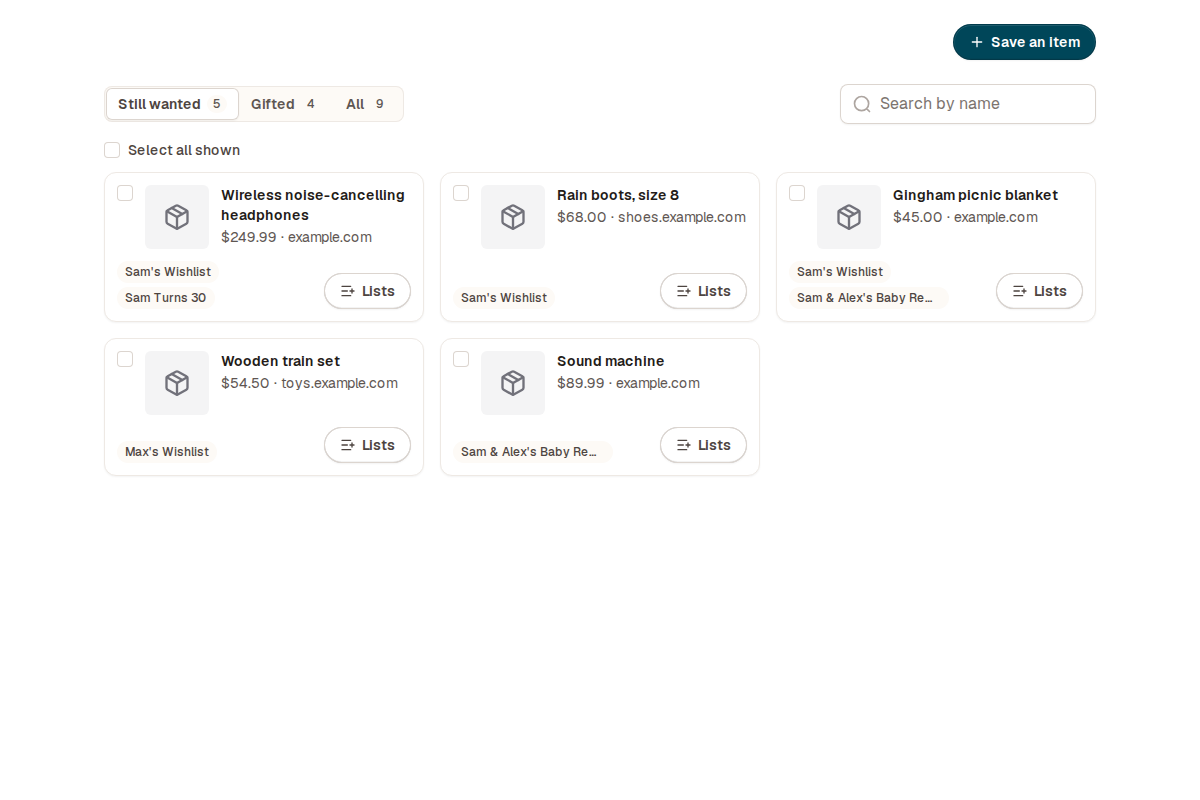 Save an item
Still wanted 5
Gifted 4
All 9
Search by name
Select all shown
Wireless noise-cancelling
headphones
$249.99 · example.com
Sam's Wishlist
Sam Turns 30
Lists
Rain boots, size 8
$68.00 · shoes.example.com
Sam's Wishlist
Lists
Gingham picnic blanket
$45.00 · example.com
Sam's Wishlist
Sam & Alex's Baby Re...
Lists
Wooden train set
$54.50 · toys.example.com
Max's Wishlist
Lists
Sound machine
$89.99 · example.com
Sam & Alex's Baby Re...
Lists